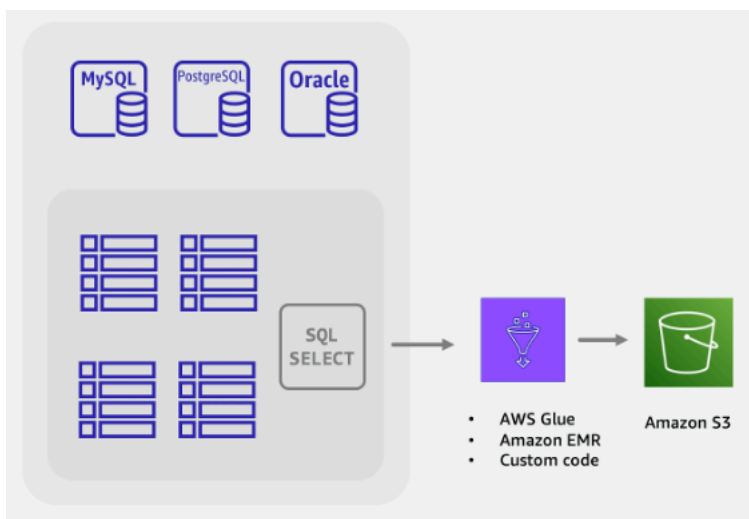 MySQL
PostgreSQL
Oracle
SQL
SELECT
• AWS Glue
• Amazon EMR
• Custom code
Amazon S3